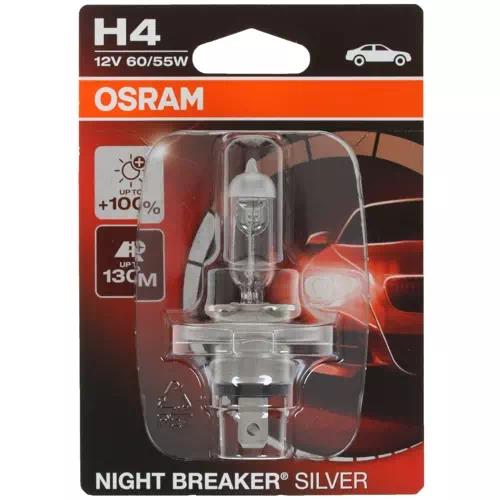 H4
12V 60/55W
OSRAM
UP TO
+100%
UP TO
130M
NIGHT BREAKER® SILVER